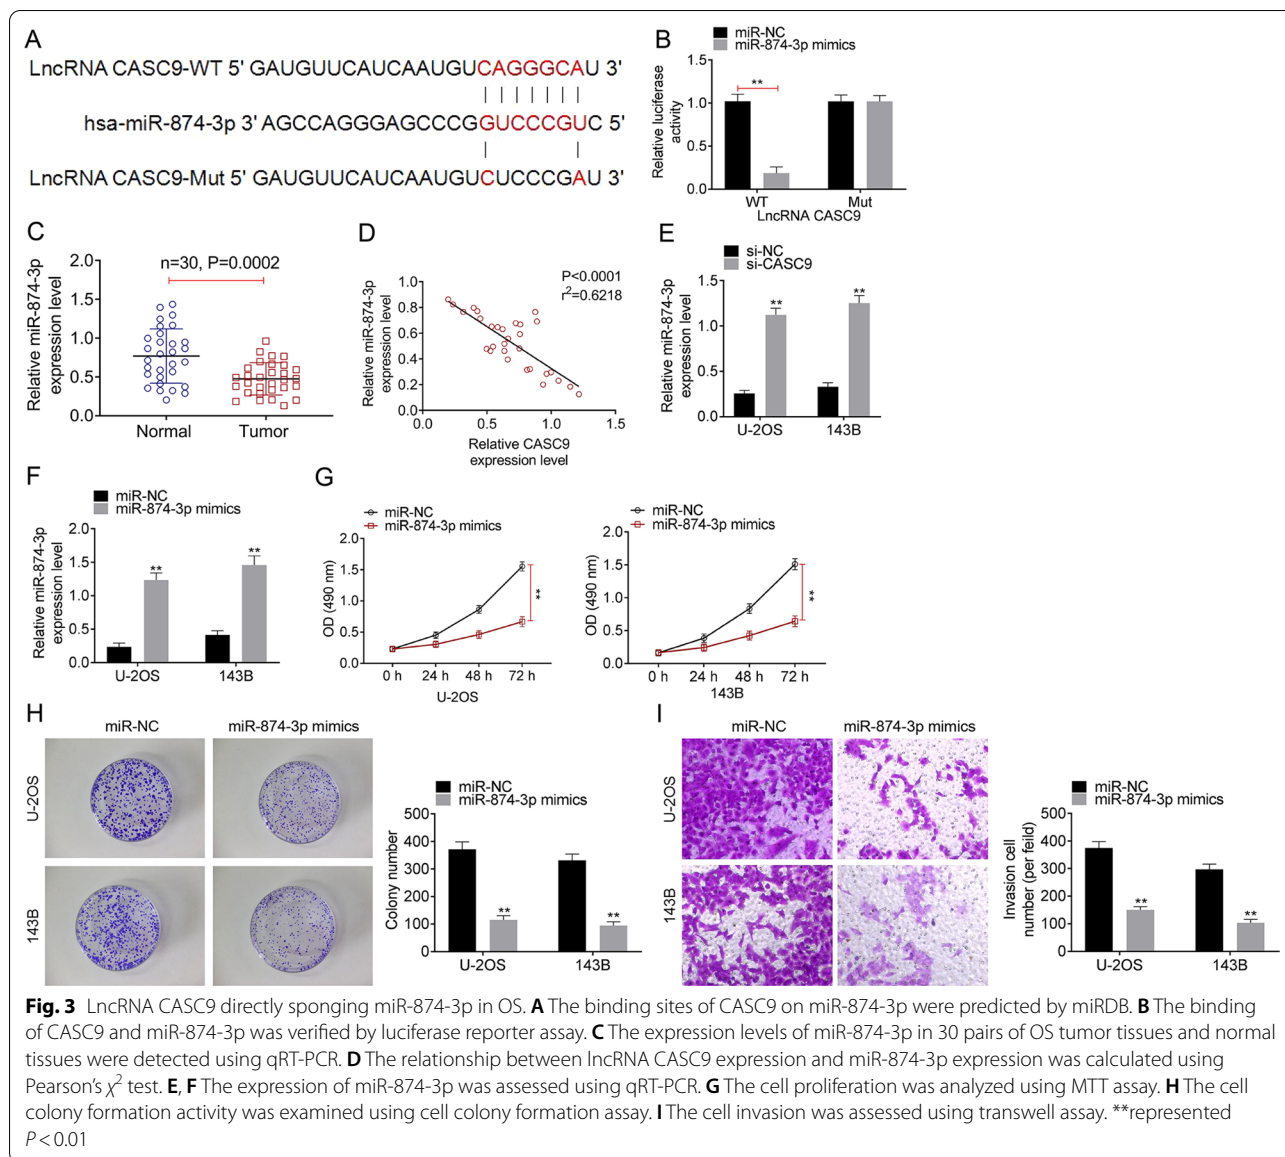 A
LncRNA CASC9-WT 5' GAUGUUCAUCAAUGUCAGGGCAU 3'
hsa-miR-874-3p 3' AGCCAGGGAGCCCGGUCCCGUC 5'
LncRNA CASC9-Mut 5' GAUGUUCAUCAAUGUCUCCCGAU 3'
B
miR-NC
miR-874-3p mimics
Relative luciferase
activity
1.5
1.0
0.5
0.0
**
WT
Mut
LncRNA CASC9
C
Relative miR-874-3p
expression level
2.0
1.5
1.0
0.5
0.0
n=30, P=0.0002
Normal
Tumor
D
Relative miR-874-3p
expression level
1.0
0.8
0.6
0.4
0.2
0.0
P<0.0001
r²=0.6218
0.0
0.5
1.0
1.5
Relative CASC9
expression level
E
si-NC
si-CASC9
Relative miR-874-3p
expression level
1.5
1.0
0.5
0.0
**
**
U-2OS
143B
F
miR-NC
miR-874-3p mimics
Relative miR-874-3p
expression level
2.0
1.5
1.0
0.5
0.0
**
**
U-2OS
143B
G
miR-NC
miR-874-3p mimics
OD (490 nm)
2.0
1.5
1.0
0.5
0.0
**
0 h
24 h
48 h
72 h
U-2OS
miR-NC
miR-874-3p mimics
OD (490 nm)
2.0
1.5
1.0
0.5
0.0
**
0 h
24 h
48 h
72 h
143B
H
miR-NC
miR-874-3p mimics
U-2OS
143B
miR-NC
miR-874-3p mimics
Colony number
500
400
300
200
100
0
**
**
U-2OS
143B
I
miR-NC
miR-874-3p mimics
U-2OS
143B
miR-NC
miR-874-3p mimics
Invasion cell
number (per feild)
500
400
300
200
100
0
**
**
U-2OS
143B
Fig. 3 LncRNA CASC9 directly sponging miR-874-3p in OS. A The binding sites of CASC9 on miR-874-3p were predicted by miRDB. B The binding
of CASC9 and miR-874-3p was verified by luciferase reporter assay. C The expression levels of miR-874-3p in 30 pairs of OS tumor tissues and normal
tissues were detected using qRT-PCR. D The relationship between lncRNA CASC9 expression and miR-874-3p expression was calculated using
Pearson's χ² test. E, F The expression of miR-874-3p was assessed using qRT-PCR. G The cell proliferation was analyzed using MTT assay. H The cell
colony formation activity was examined using cell colony formation assay. I The cell invasion was assessed using transwell assay. **represented
P < 0.01